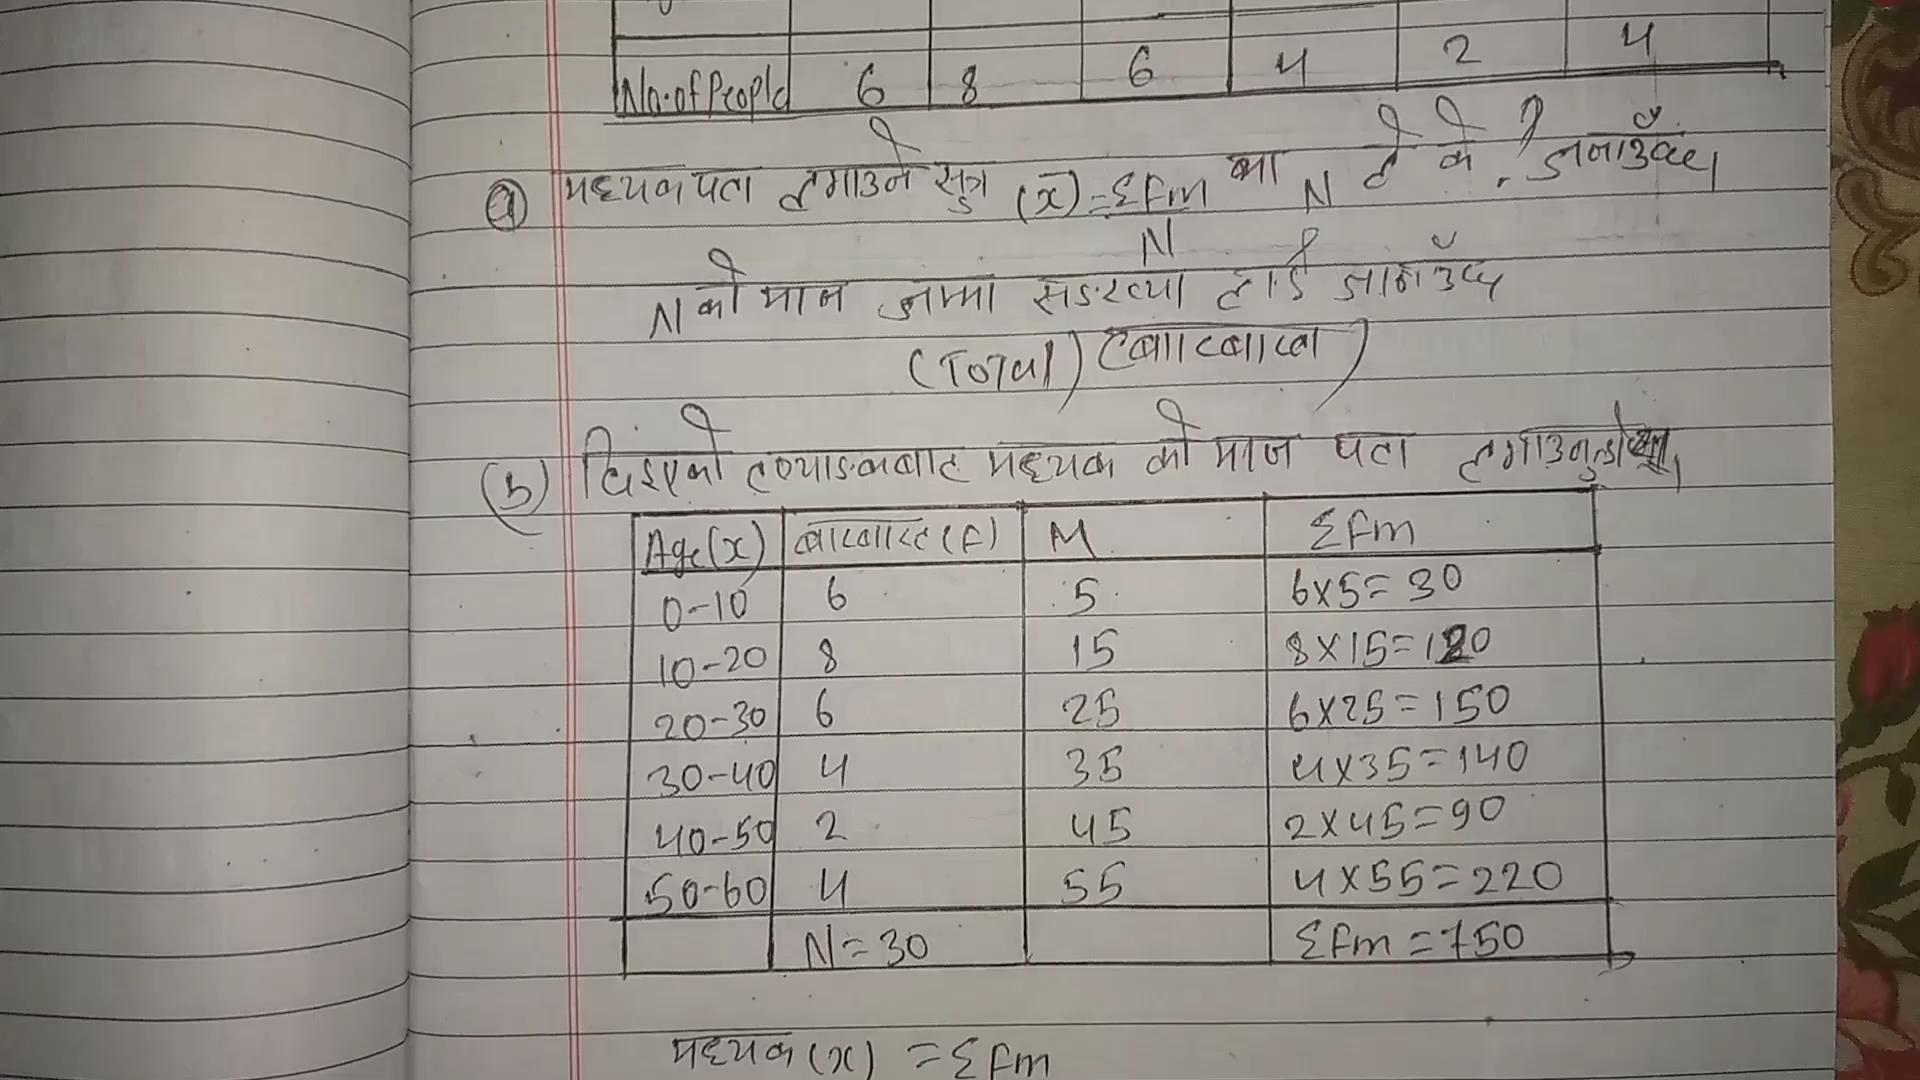 No. of People 6 8 6 4 2 4
(a) मध्यक पत्ता लगाउने सुत्र (x̄) = Σfm/N मा N ले के लाई जनाउँछ।
N को मान जम्मा सङख्या लाई जानाउँछ
(Total) बारम्बारता)
(b) दिइएको तथ्याङकबाट मध्यक को मान पत्ता लगाउनुहोस्।
Age(x) बारम्बारता (f) M Σfm
0-10 6 5 6×5= 30
10-20 8 15 8×15=120
20-30 6 25 6×25=150
30-40 4 35 4×35=140
40-50 2 45 2×45=90
50-60 4 55 4×55=220
N=30 Σfm =750
मध्यक (x) = Σfm